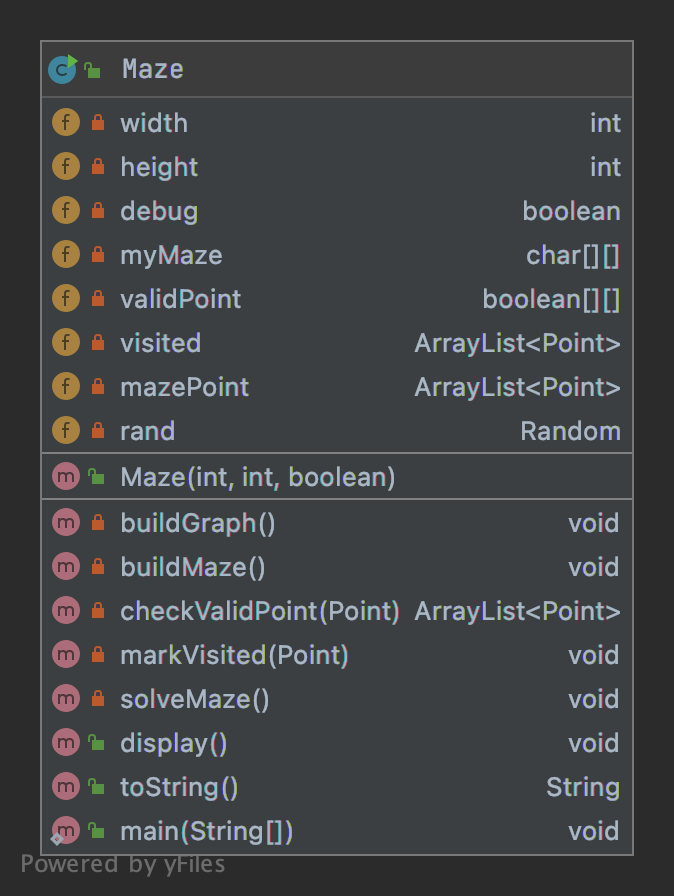 Maze
width int
height int
debug boolean
myMaze char[][]
validPoint boolean[][]
visited ArrayList<Point>
mazePoint ArrayList<Point>
rand Random
Maze(int, int, boolean)
buildGraph() void
buildMaze() void
checkValidPoint(Point) ArrayList<Point>
markVisited(Point) void
solveMaze() void
display() void
toString() String
main(String[]) void
Powered by yFiles